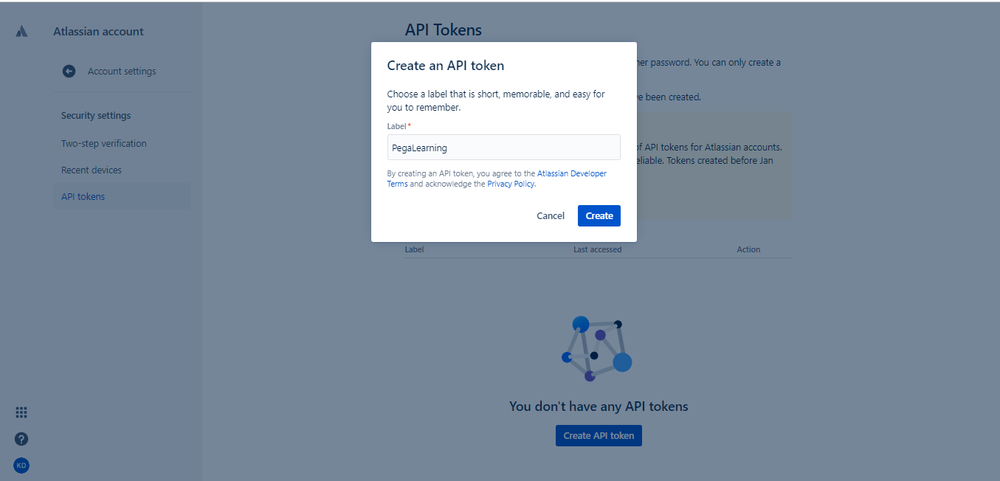 Atlassian account
Account settings
Security settings
Two-step verification
Recent devices
API tokens
API Tokens
her password. You can only create a
been created.
of API tokens for Atlassian accounts.
Tokens created before Jan
Create an API token
Choose a label that is short, memorable, and easy for
you to remember.
Label*
PegaLearning
By creating an API token, you agree to the Atlassian Developer
Terms and acknowledge the Privacy Policy.
Cancel
Create
Label
Last accessed
Action
You don't have any API tokens
Create API token
?
KD